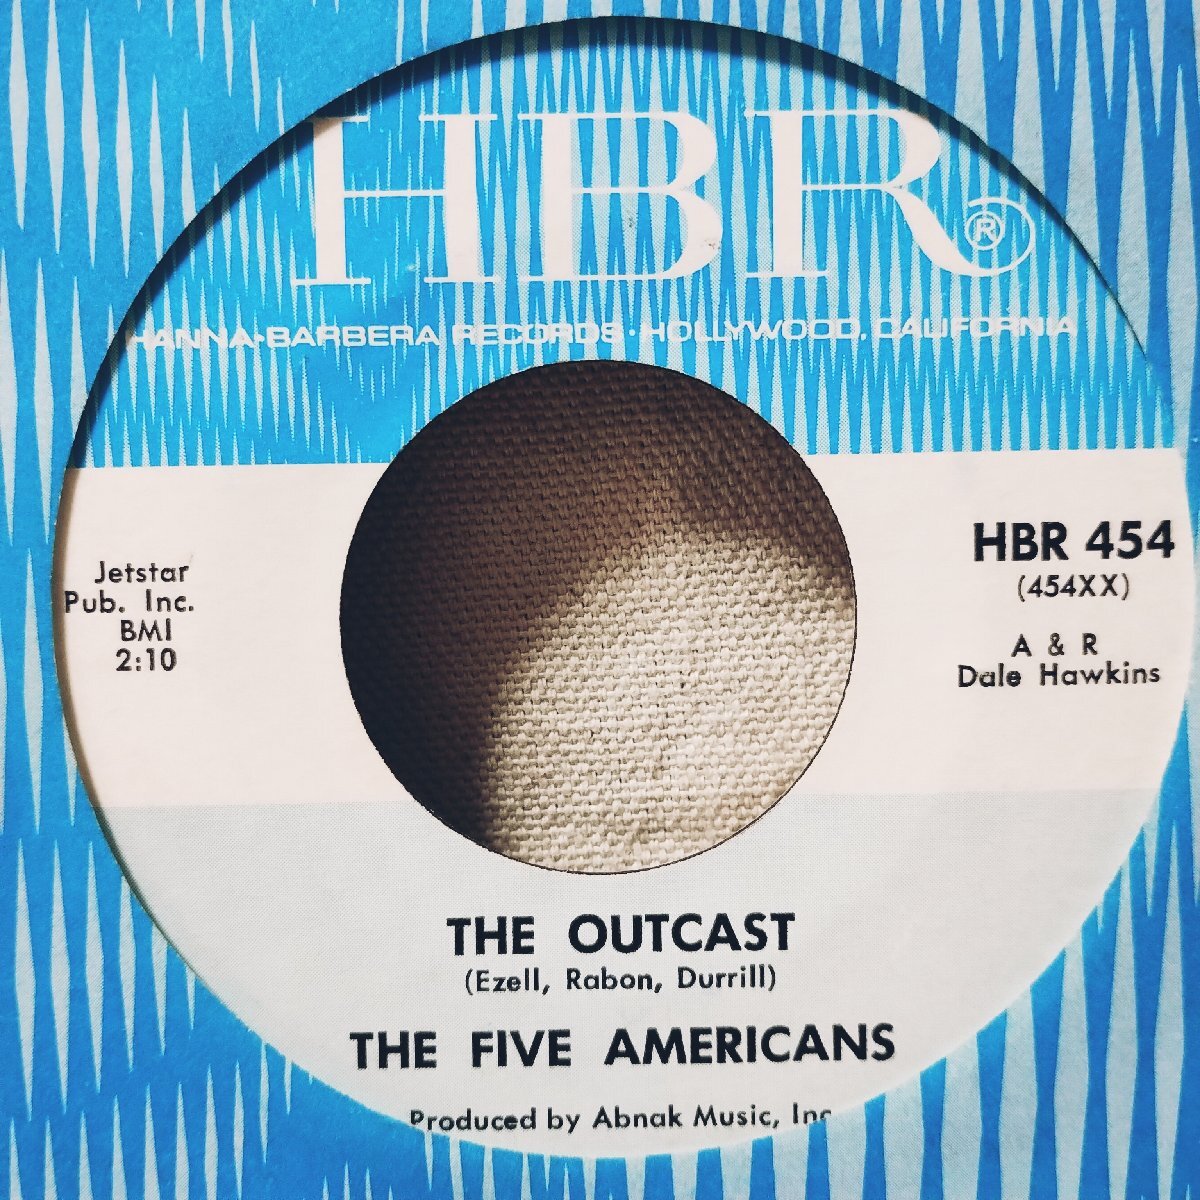 HBR®
HANNA-BARBERA RECORDS · HOLLYWOOD, CALIFORNIA
Jetstar
Pub. Inc.
BMI
2:10
HBR 454
(454XX)
A & R
Dale Hawkins
THE OUTCAST
(Ezell, Rabon, Durrill)
THE FIVE AMERICANS
Produced by Abnak Music, Inc